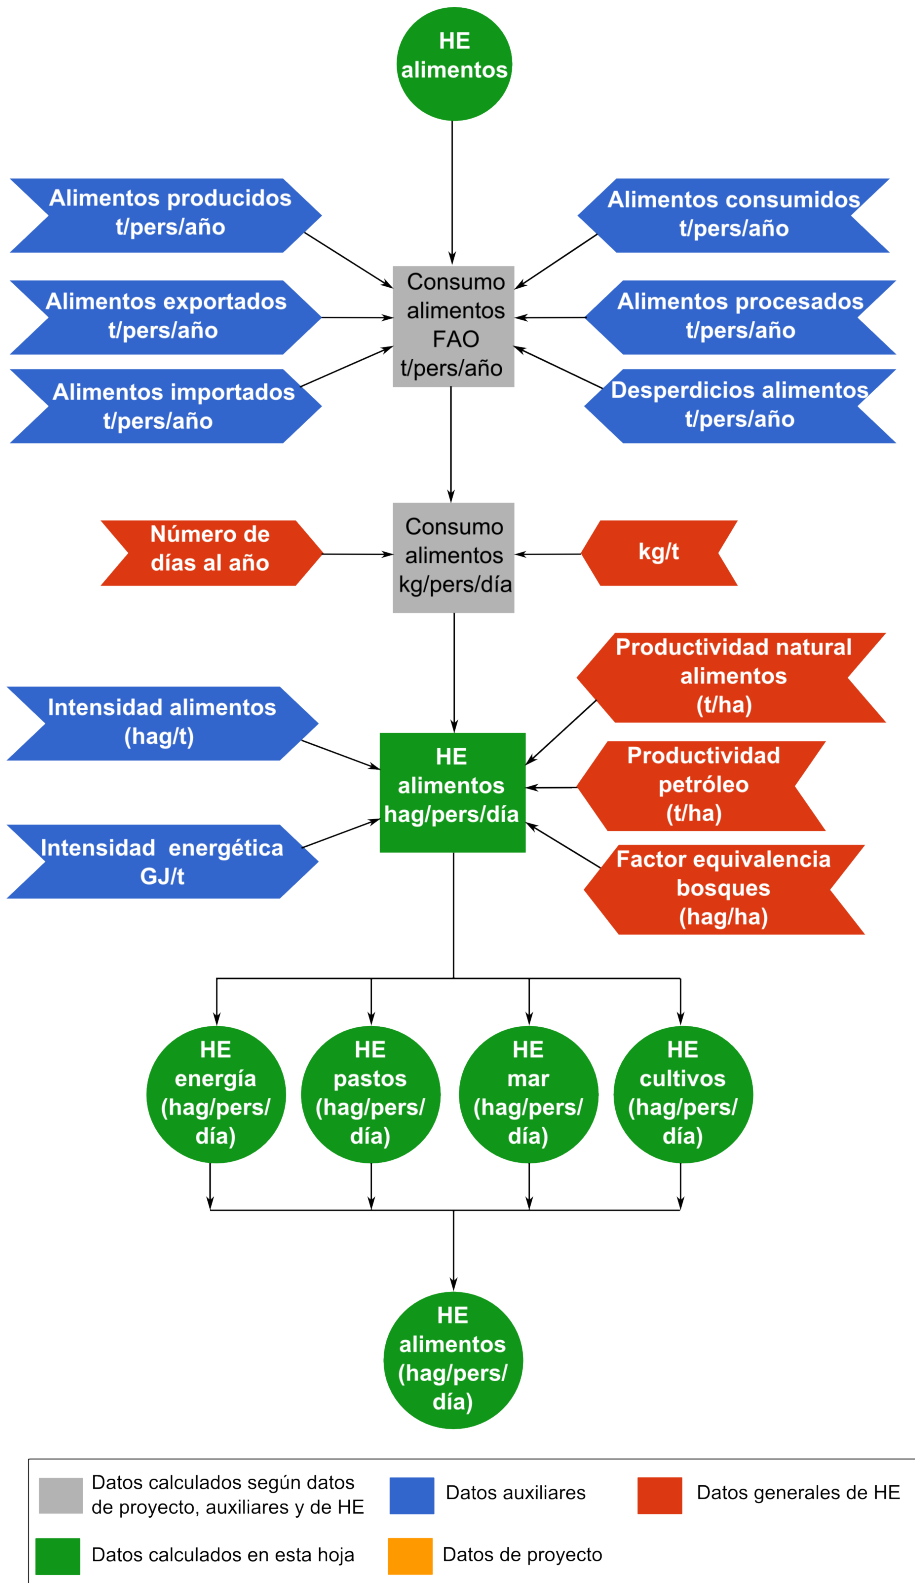 HE
alimentos
Alimentos producidos
t/pers/año
Alimentos consumidos
t/pers/año
Alimentos exportados
t/pers/año
Consumo
alimentos
FAO
t/pers/año
Alimentos procesados
t/pers/año
Alimentos importados
t/pers/año
Desperdicios alimentos
t/pers/año
Número de
días al año
Consumo
alimentos
kg/pers/día
kg/t
Productividad natural
alimentos
(t/ha)
Intensidad alimentos
(hag/t)
HE
alimentos
hag/pers/día
Productividad
petróleo
(t/ha)
Intensidad energética
GJ/t
Factor equivalencia
bosques
(hag/ha)
HE
energía
(hag/pers/
día)
HE
pastos
(hag/pers/
día)
HE
mar
(hag/pers/
día)
HE
cultivos
(hag/pers/
día)
HE
alimentos
(hag/pers/
día)
Datos calculados según datos
de proyecto, auxiliares y de HE
Datos auxiliares
Datos generales de HE
Datos calculados en esta hoja
Datos de proyecto